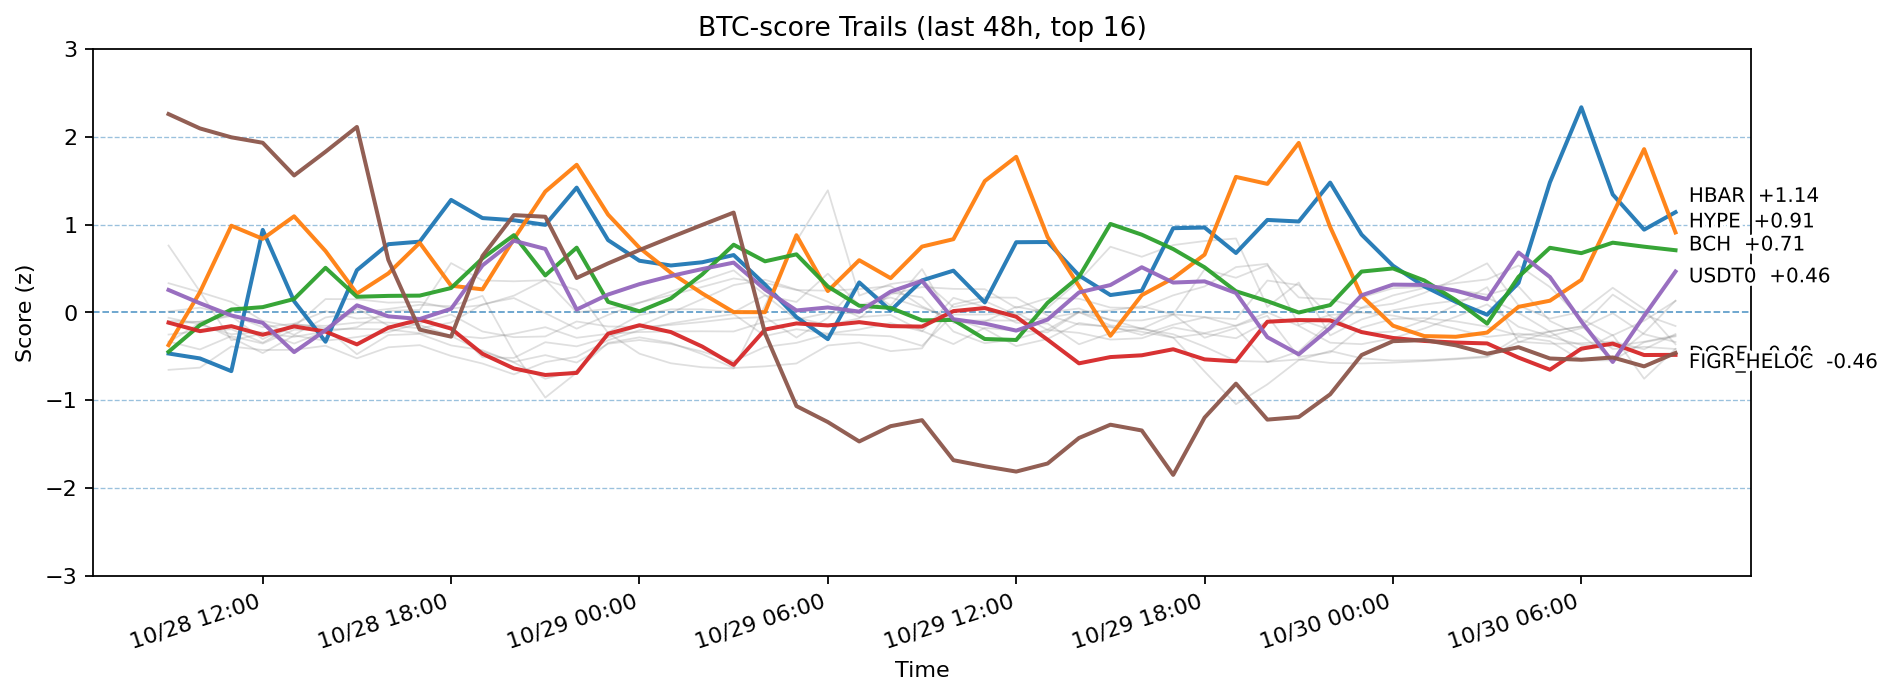 BTC-score Trails (last 48h, top 16)
3
2
1
0
−1
−2
−3
Score (z)
HBAR +1.14
HYPE +0.91
BCH +0.71
USDT0 +0.46
FIGR_HELOC -0.46
10/28 12:00
10/28 18:00
10/29 00:00
10/29 06:00
10/29 12:00
10/29 18:00
10/30 00:00
10/30 06:00
Time